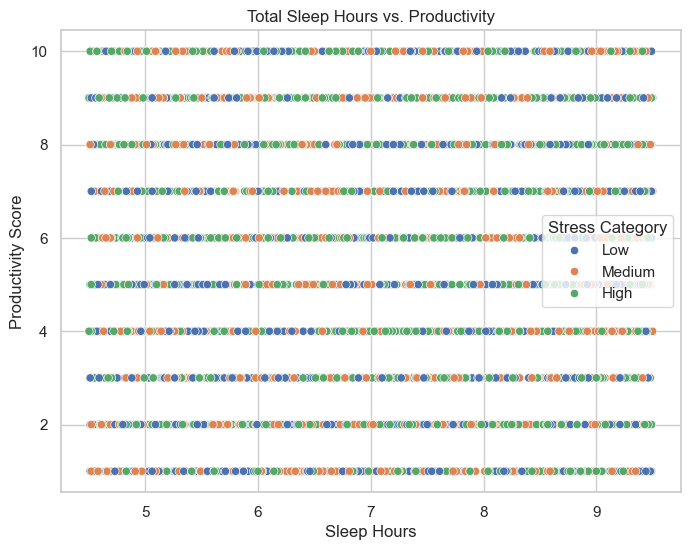 Total Sleep Hours vs. Productivity
10
8
6
4
2
Productivity Score
Stress Category
Low
Medium
High
5 6 7 8 9
Sleep Hours